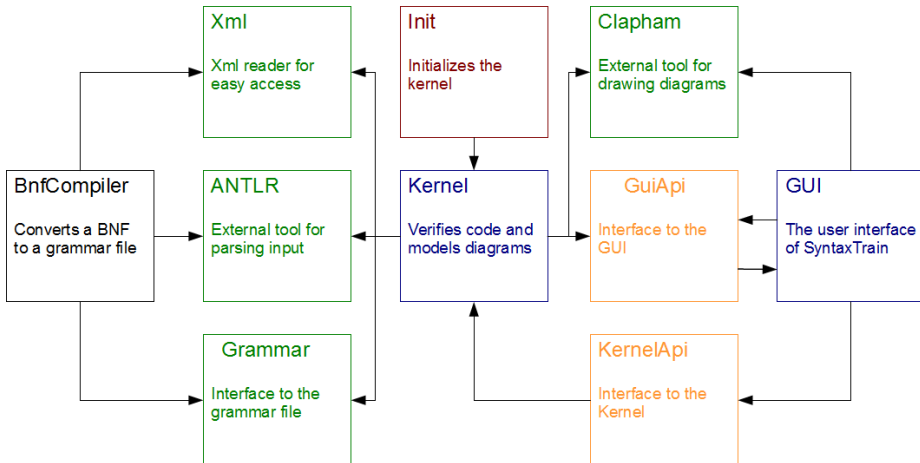 Xml
Xml reader for
easy access
Init
Initializes the
kernel
Clapham
External tool for
drawing diagrams
BnfCompiler
Converts a BNF
to a grammar file
ANTLR
External tool for
parsing input
Kernel
Verifies code and
models diagrams
GuiApi
Interface to the
GUI
GUI
The user interface
of SyntaxTrain
Grammar
Interface to the
grammar file
KernelApi
Interface to the
Kernel